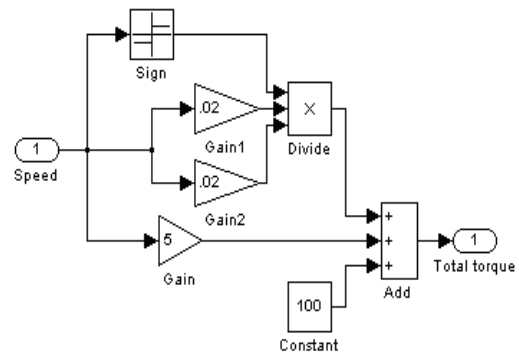 Sign
.02
Gain1
×
Divide
1
Speed
.02
Gain2
5
Gain
+
+
+
Add
1
Total torque
100
Constant